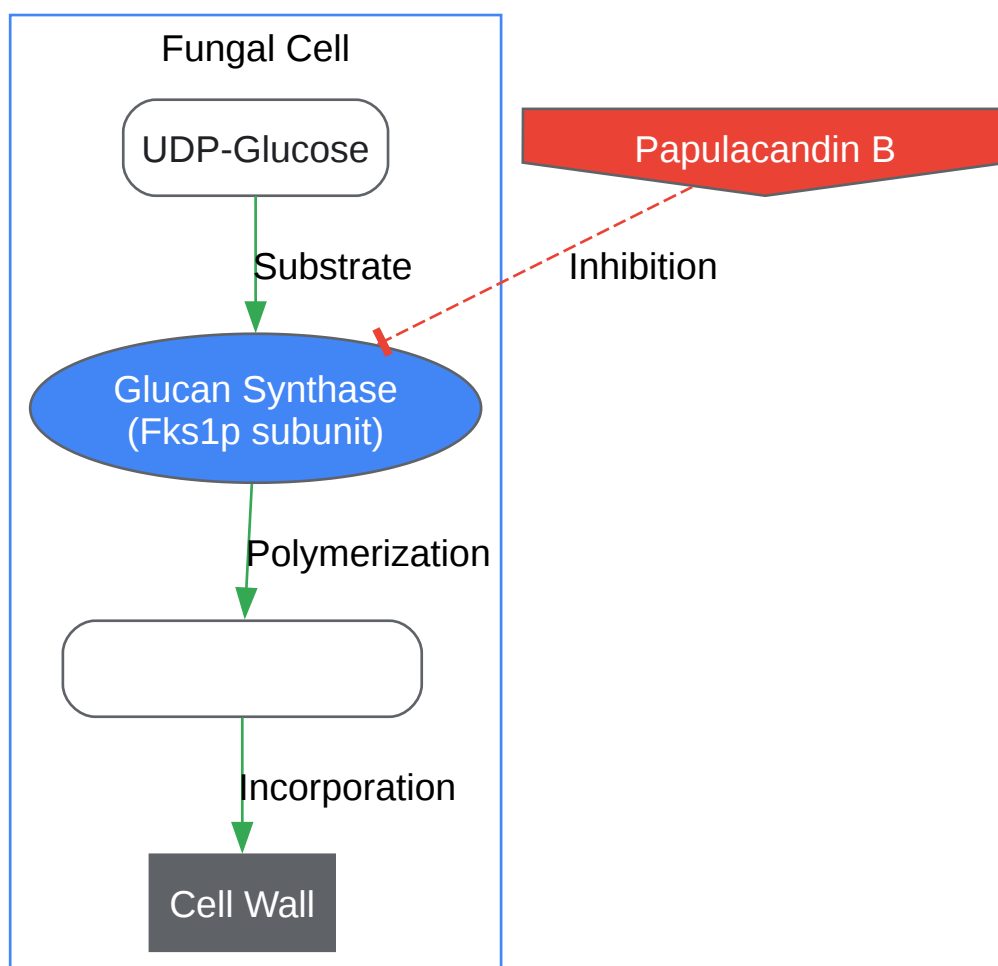 Fungal Cell
UDP-Glucose
Papulacandin B
Substrate
Inhibition
Glucan Synthase
(Fks1p subunit)
Polymerization
Incorporation
Cell Wall